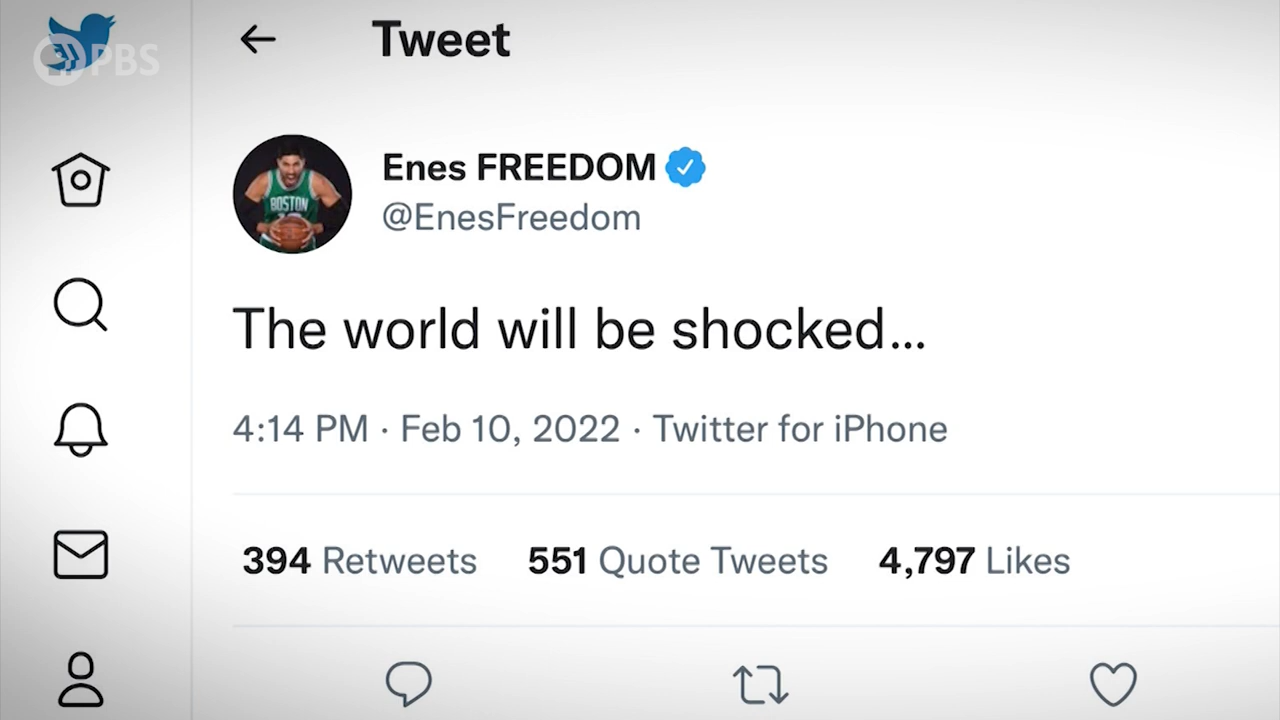 PBS
Tweet
Enes FREEDOM
@EnesFreedom
BOSTON
The world will be shocked...
4:14 PM · Feb 10, 2022 · Twitter for iPhone
394 Retweets 551 Quote Tweets 4,797 Likes